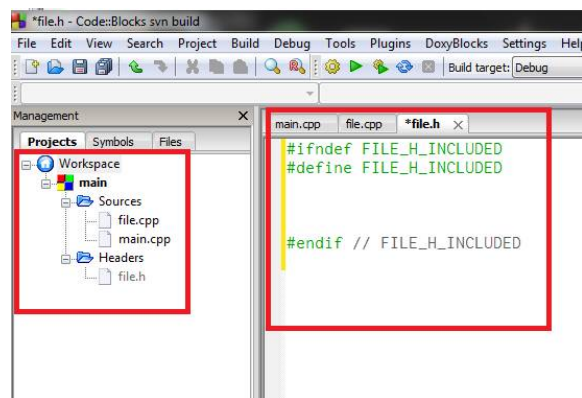 *file.h - Code::Blocks svn build
File Edit View Search Project Build Debug Tools Plugins DoxyBlocks Settings Help
Build target: Debug
Management
Projects Symbols Files
Workspace
main
Sources
file.cpp
main.cpp
Headers
file.h
main.cpp file.cpp *file.h
#ifndef FILE_H_INCLUDED
#define FILE_H_INCLUDED
#endif // FILE_H_INCLUDED